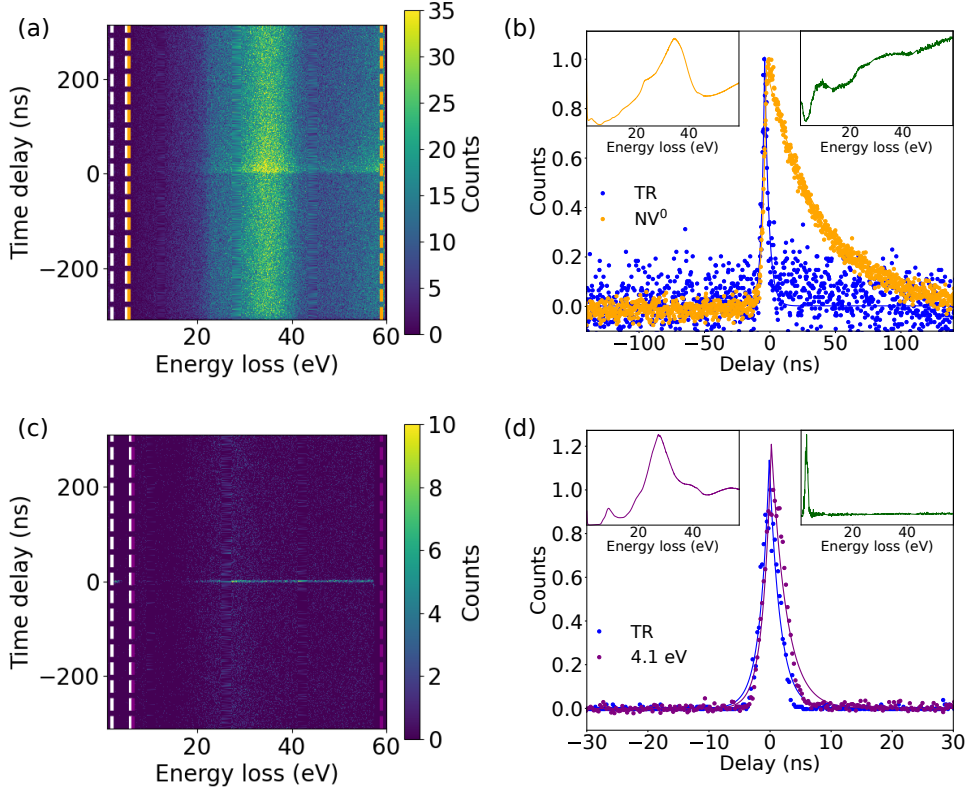 (a)
Time delay (ns)
200
0
−200
20
40
60
Energy loss (eV)
35
30
25
20
15
10
5
0
Counts
(b)
Counts
1.0
0.8
0.6
0.4
0.2
0.0
20
40
Energy loss (eV)
20
40
Energy loss (eV)
TR
NV⁰
−100
−50
0
50
100
Delay (ns)
(c)
Time delay (ns)
200
0
−200
20
40
60
Energy loss (eV)
10
8
6
4
2
0
Counts
(d)
Counts
1.2
1.0
0.8
0.6
0.4
0.2
0.0
20
40
Energy loss (eV)
20
40
Energy loss (eV)
TR
4.1 eV
−30
−20
−10
0
10
20
30
Delay (ns)